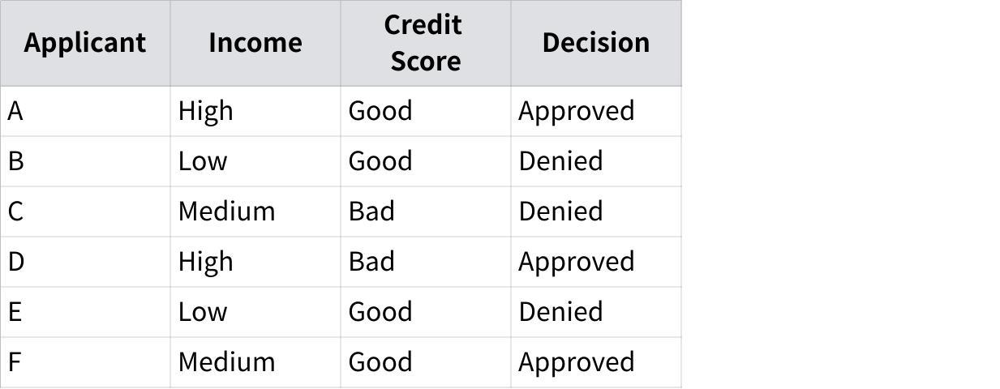 Applicant Income Credit Score Decision
A High Good Approved
B Low Good Denied
C Medium Bad Denied
D High Bad Approved
E Low Good Denied
F Medium Good Approved